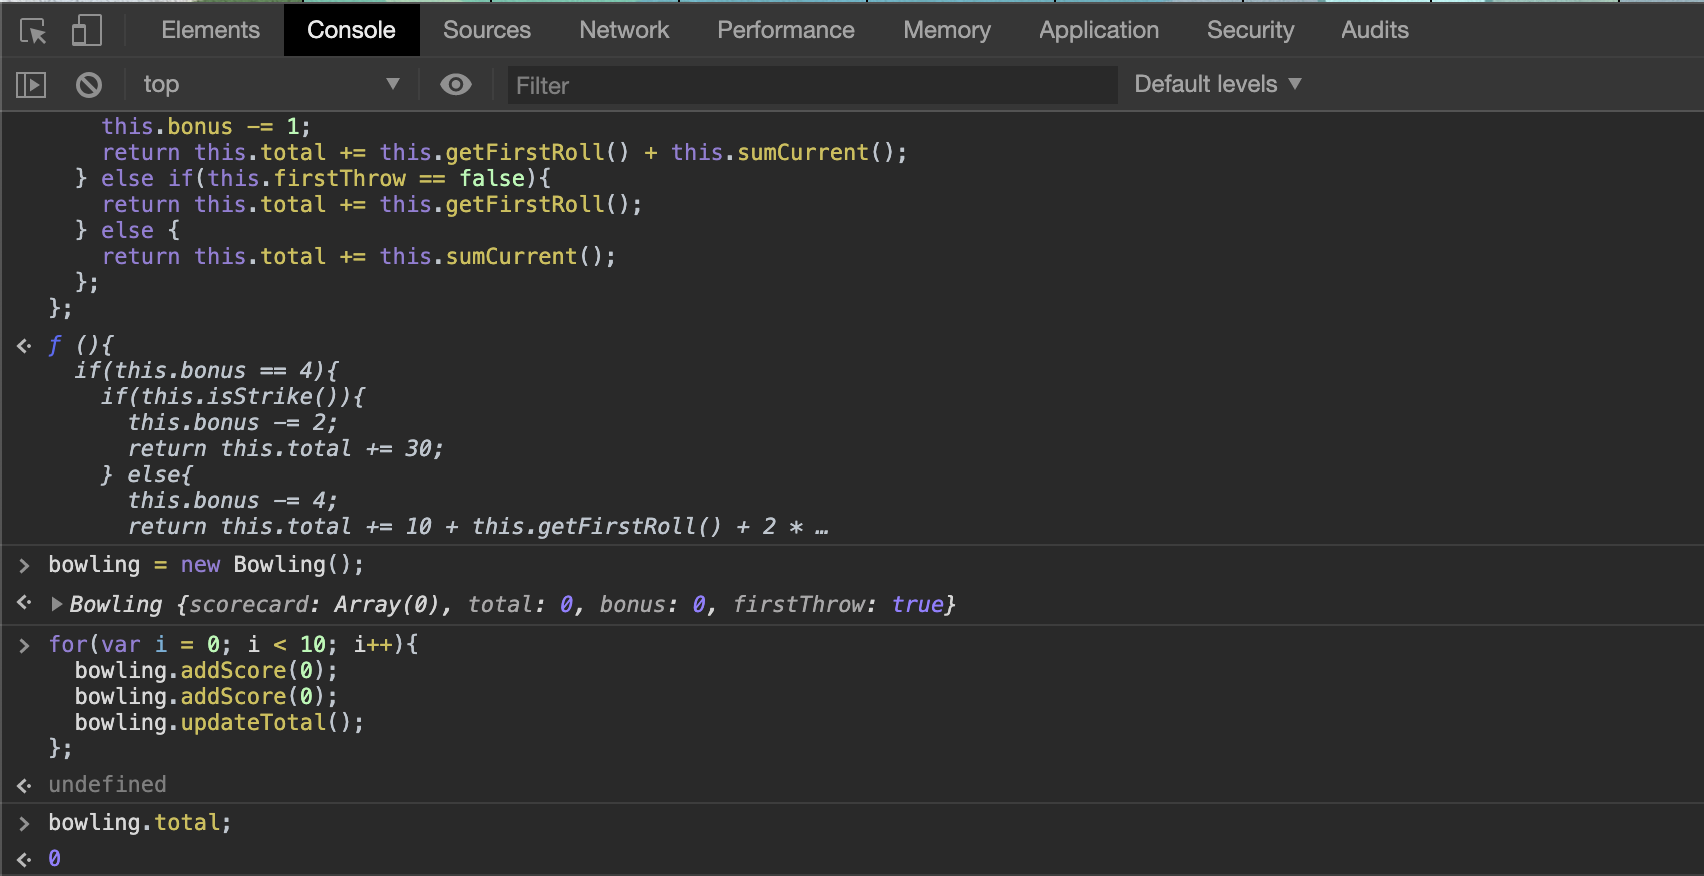 Elements Console Sources Network Performance Memory Application Security Audits
top Filter Default levels
this.bonus -= 1;
return this.total += this.getFirstRoll() + this.sumCurrent();
} else if(this.firstThrow == false){
return this.total += this.getFirstRoll();
} else {
return this.total += this.sumCurrent();
};
};
ƒ (){
if(this.bonus == 4){
if(this.isStrike()){
this.bonus -= 2;
return this.total += 30;
} else{
this.bonus -= 4;
return this.total += 10 + this.getFirstRoll() + 2 * …
bowling = new Bowling();
Bowling {scorecard: Array(0), total: 0, bonus: 0, firstThrow: true}
for(var i = 0; i < 10; i++){
bowling.addScore(0);
bowling.addScore(0);
bowling.updateTotal();
};
undefined
bowling.total;
0